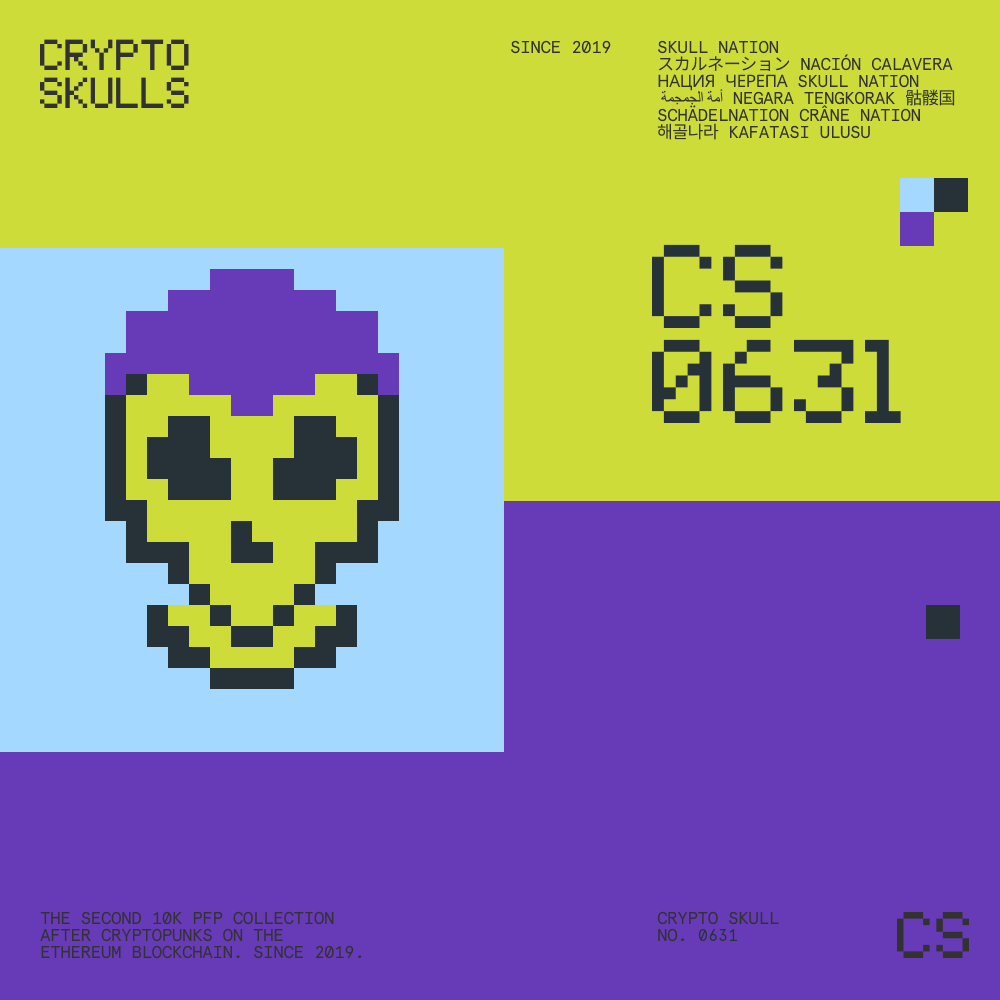 CRYPTO
SKULLS
SINCE 2019
SKULL NATION
スカルネーション NACIÓN CALAVERA
НАЦИЯ ЧЕРЕПА SKULL NATION
أمة الجمجمة NEGARA TENGKORAK 骷髅国
SCHÄDELNATION CRÂNE NATION
해골나라 KAFATASI ULUSU
CS
0631
THE SECOND 10K PFP COLLECTION
AFTER CRYPTOPUNKS ON THE
ETHEREUM BLOCKCHAIN. SINCE 2019.
CRYPTO SKULL
NO. 0631
CS